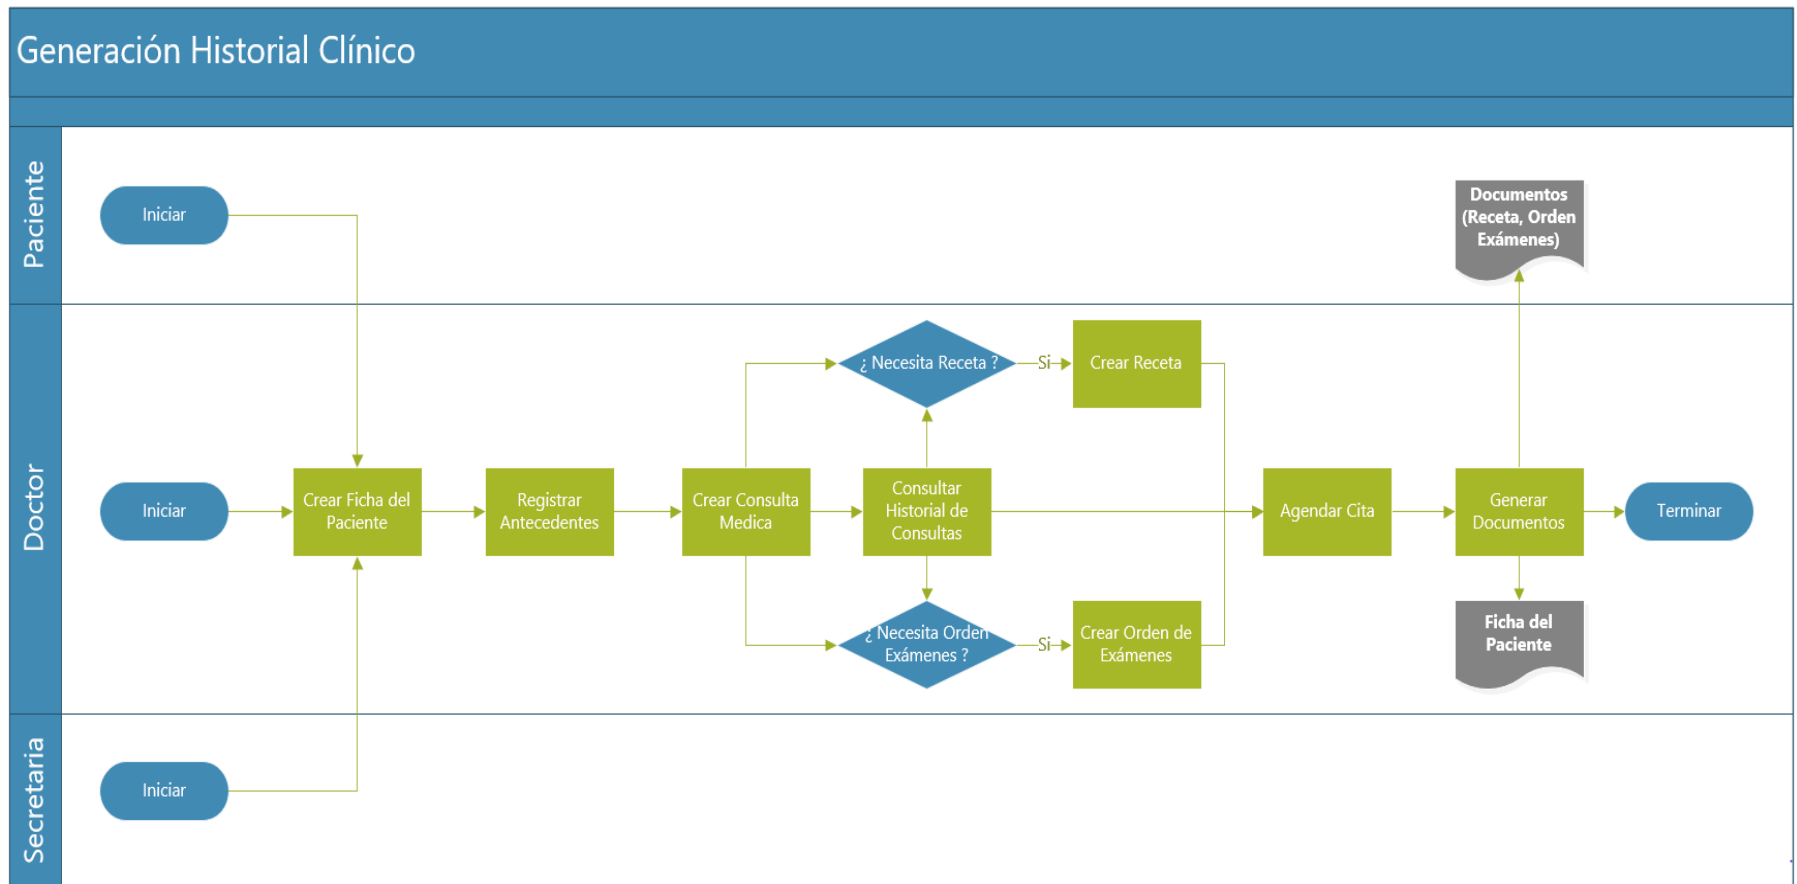 Generación Historial Clínico
Paciente
Iniciar
Documentos
(Receta, Orden
Exámenes)
Doctor
Iniciar
Crear Ficha del
Paciente
Registrar
Antecedentes
Crear Consulta
Medica
¿ Necesita Receta ?
Si
Crear Receta
Consultar
Historial de
Consultas
¿ Necesita Orden
Exámenes ?
Si
Crear Orden de
Exámenes
Agendar Cita
Generar
Documentos
Terminar
Ficha del
Paciente
Secretaria
Iniciar